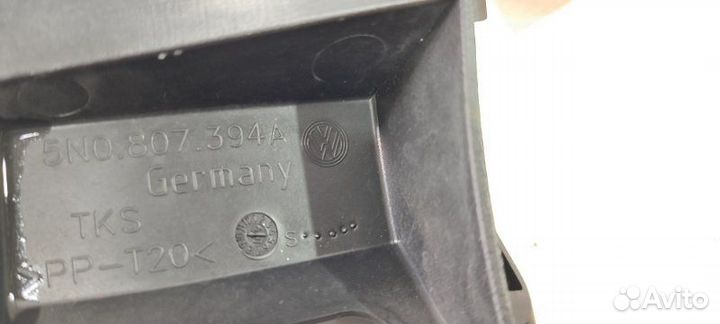 5N0.807.394A
Germany
TKS
S
>PP-T20<
Avito